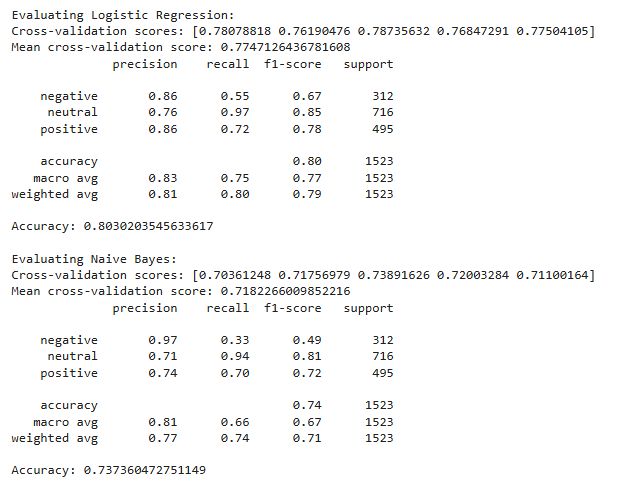 Evaluating Logistic Regression:
Cross-validation scores: [0.78078818 0.76190476 0.78735632 0.76847291 0.77504105]
Mean cross-validation score: 0.7747126436781608
precision recall f1-score support
negative 0.86 0.55 0.67 312
neutral 0.76 0.97 0.85 716
positive 0.86 0.72 0.78 495
accuracy 0.80 1523
macro avg 0.83 0.75 0.77 1523
weighted avg 0.81 0.80 0.79 1523
Accuracy: 0.8030203545633617
Evaluating Naive Bayes:
Cross-validation scores: [0.70361248 0.71756979 0.73891626 0.72003284 0.71100164]
Mean cross-validation score: 0.7182266009852216
precision recall f1-score support
negative 0.97 0.33 0.49 312
neutral 0.71 0.94 0.81 716
positive 0.74 0.70 0.72 495
accuracy 0.74 1523
macro avg 0.81 0.66 0.67 1523
weighted avg 0.77 0.74 0.71 1523
Accuracy: 0.737360472751149